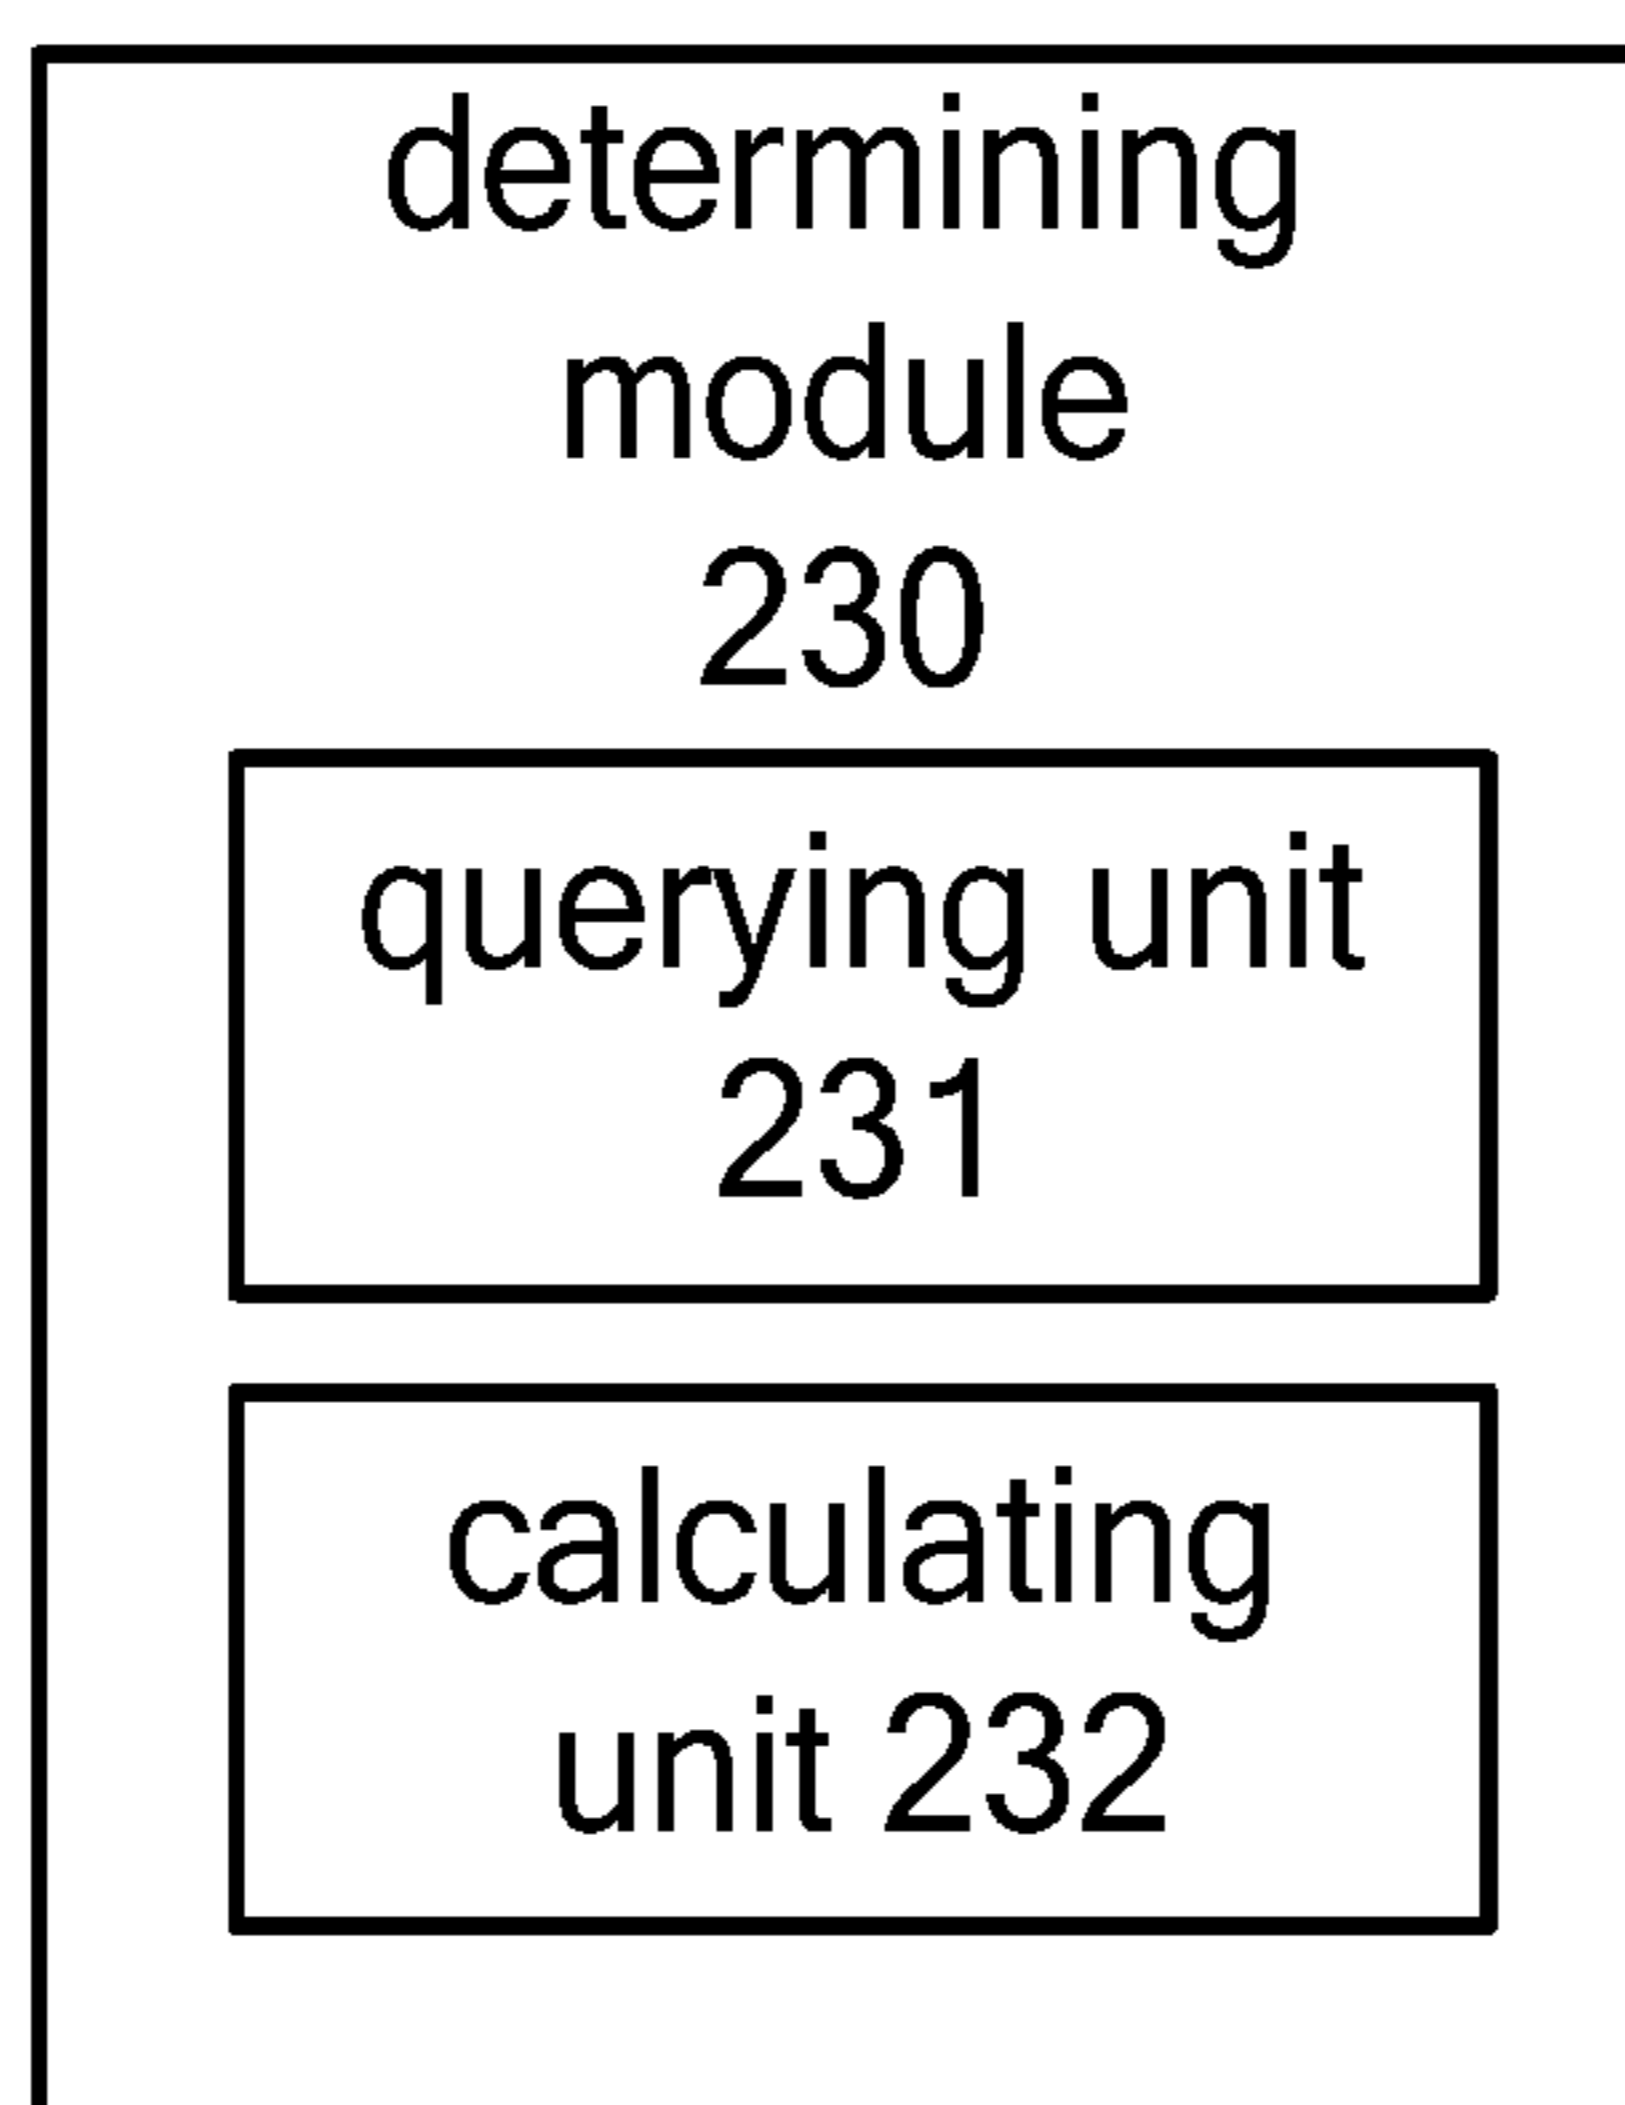 determining
module
230
querying unit
231
calculating
unit 232